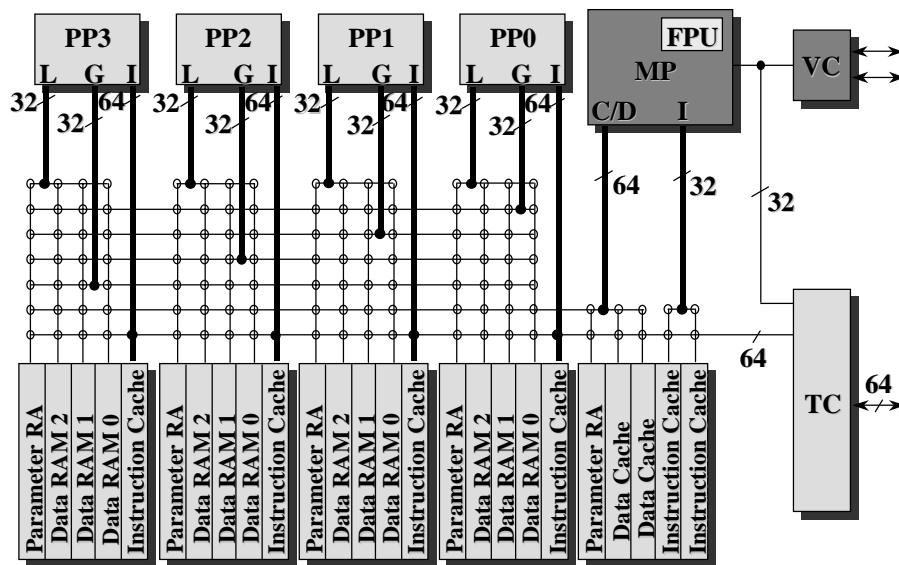 PP3 PP2 PP1 PP0 FPU
MP VC
L G I L G I L G I L G I C/D I
32 64 32 64 32 64 32 64
32 32 32 32
64 32 32
64 64
TC
Parameter RA
Data RAM 2
Data RAM 1
Data RAM 0
Instruction Cache
Parameter RA
Data RAM 2
Data RAM 1
Data RAM 0
Instruction Cache
Parameter RA
Data RAM 2
Data RAM 1
Data RAM 0
Instruction Cache
Parameter RA
Data RAM 2
Data RAM 1
Data RAM 0
Instruction Cache
Parameter RA
Data Cache
Data Cache
Instruction Cache
Instruction Cache